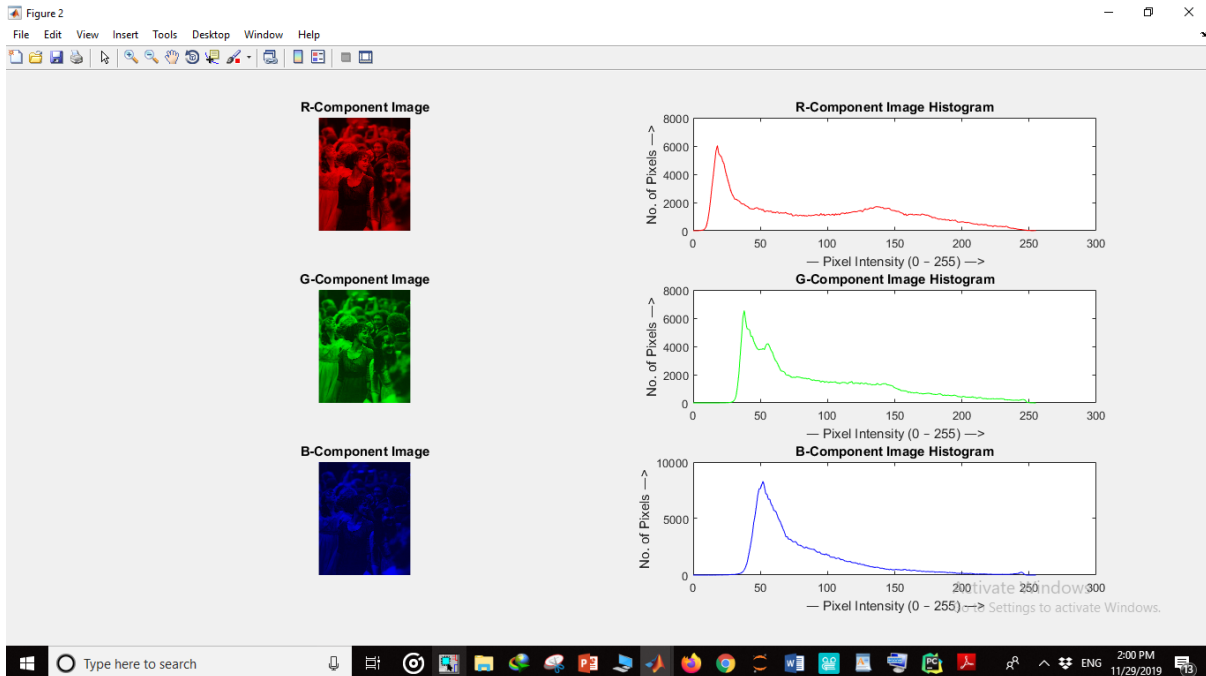 Figure 2
File Edit View Insert Tools Desktop Window Help
R-Component Image
R-Component Image Histogram
8000
6000
4000
2000
0
No. of Pixels —>
0 50 100 150 200 250 300
— Pixel Intensity (0 - 255) —>
G-Component Image
G-Component Image Histogram
8000
6000
4000
2000
0
No. of Pixels —>
0 50 100 150 200 250 300
— Pixel Intensity (0 - 255) —>
B-Component Image
B-Component Image Histogram
10000
5000
0
No. of Pixels —>
0 50 100 150 200 250 300
— Pixel Intensity (0 - 255) —>
Activate Windows
Go to Settings to activate Windows.
Type here to search
ENG
2:00 PM
11/29/2019
13